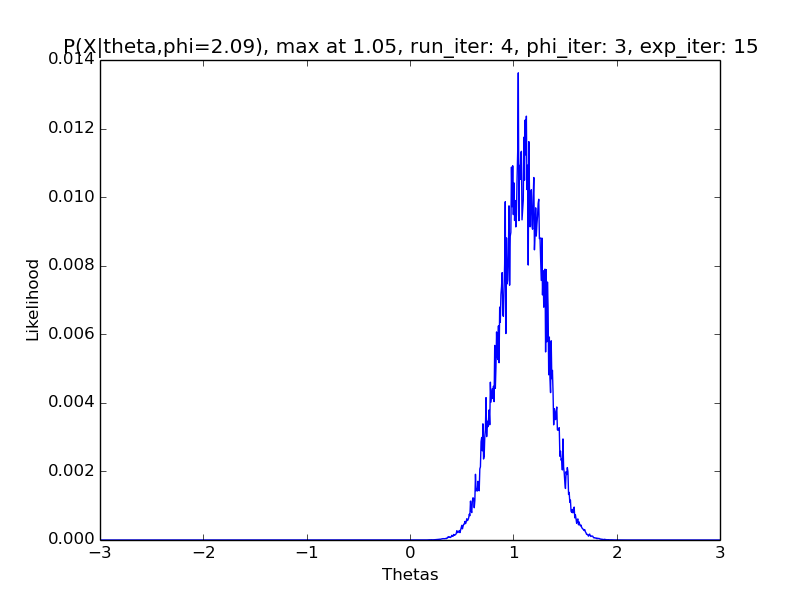 P(X|theta,phi=2.09), max at 1.05, run_iter: 4, phi_iter: 3, exp_iter: 15
0.014
0.012
0.010
0.008
0.006
0.004
0.002
0.000
Likelihood
−3 −2 −1 0 1 2 3
Thetas